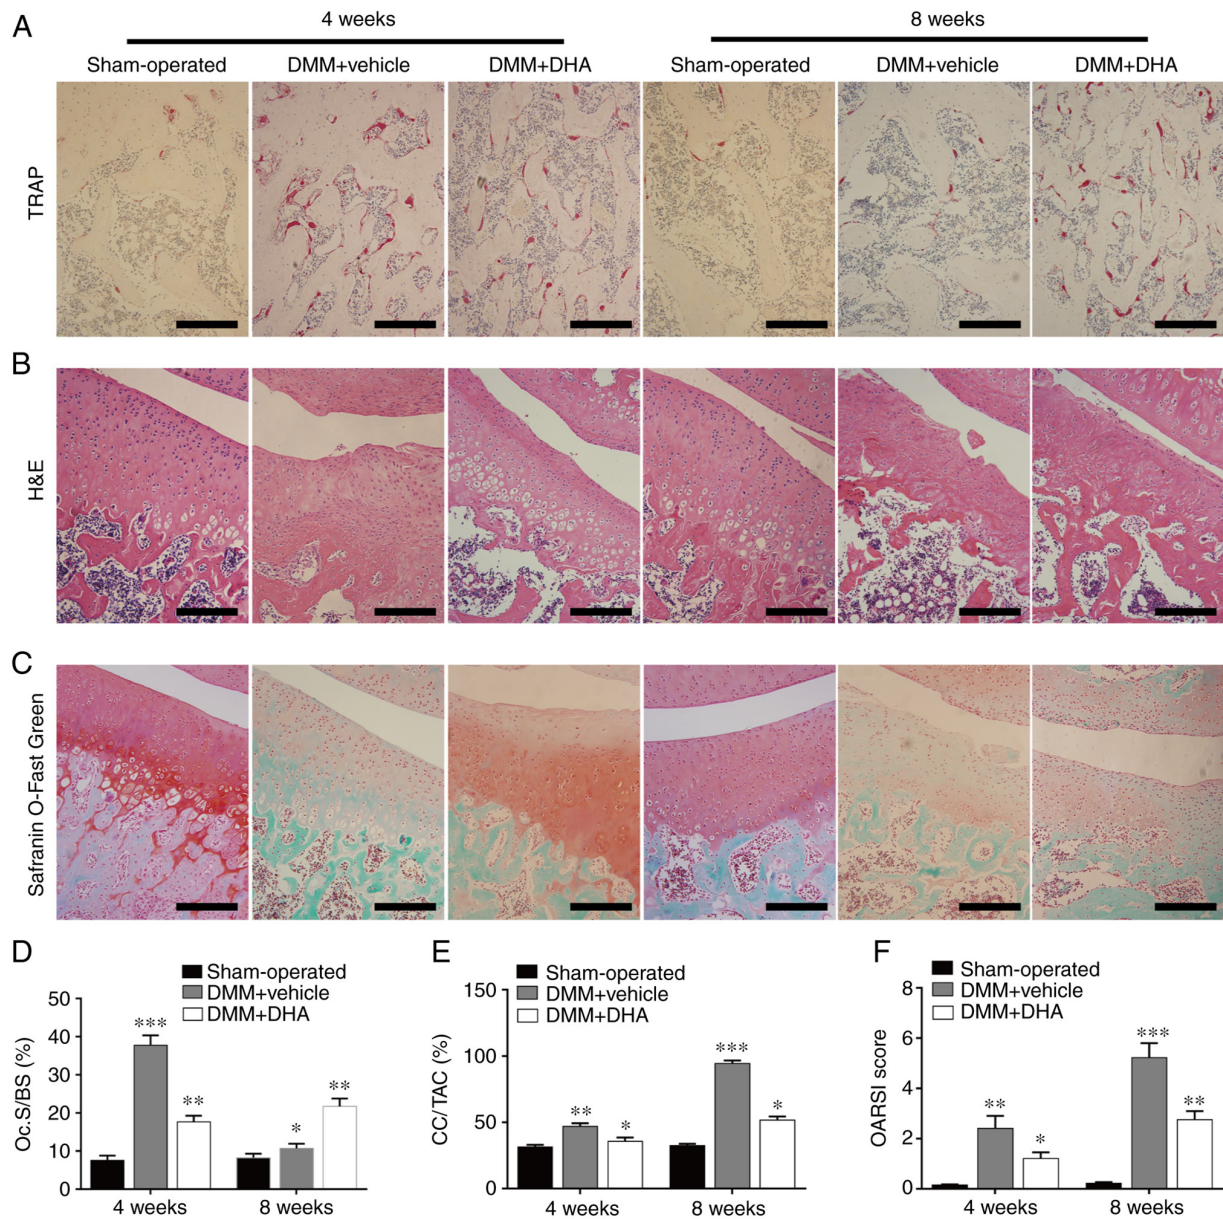 A
4 weeks
8 weeks
Sham-operated
DMM+vehicle
DMM+DHA
Sham-operated
DMM+vehicle
DMM+DHA
TRAP
B
H&E
C
Safranin O-Fast Green
D
Sham-operated
DMM+vehicle
DMM+DHA
Oc.S/BS (%)
50
40
30
20
10
0
***
**
*
**
4 weeks
8 weeks
E
Sham-operated
DMM+vehicle
DMM+DHA
CC/TAC (%)
150
100
50
0
**
*
***
*
4 weeks
8 weeks
F
Sham-operated
DMM+vehicle
DMM+DHA
OARSI score
8
6
4
2
0
**
*
***
**
4 weeks
8 weeks